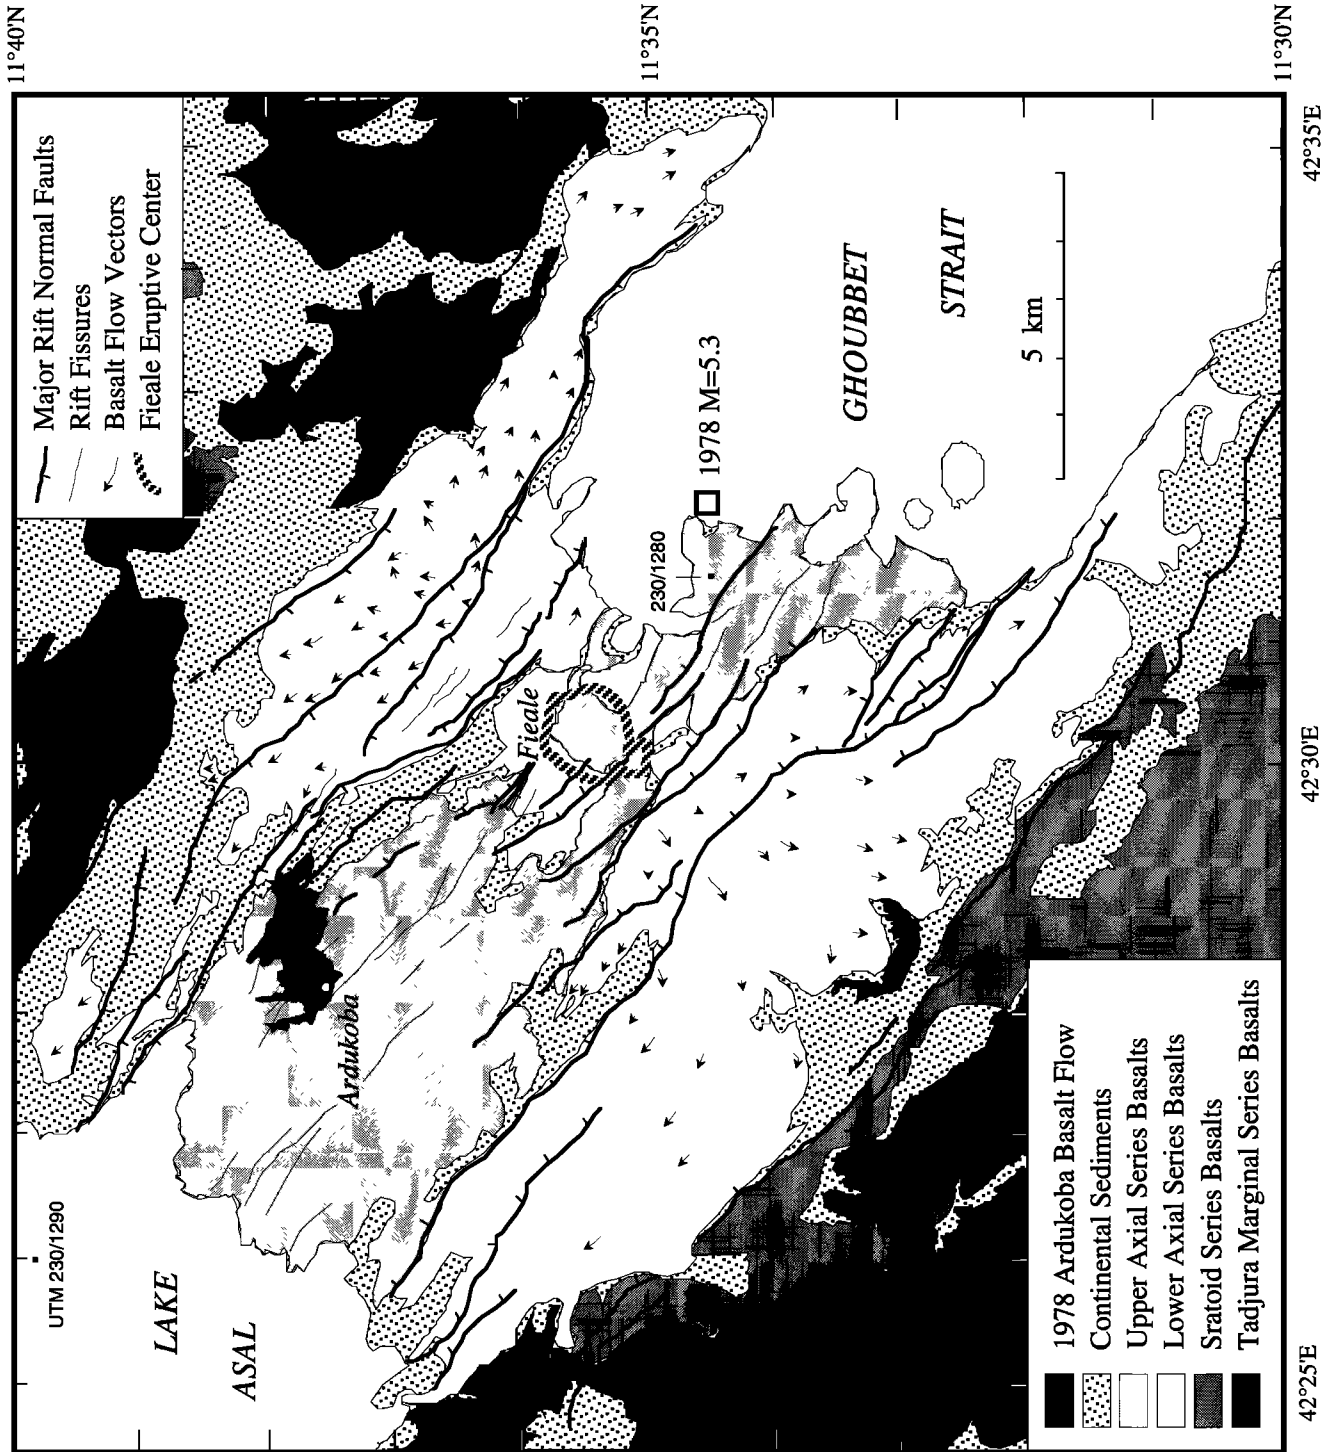 11°40'N
11°35'N
11°30'N
Major Rift Normal Faults
Rift Fissures
Basalt Flow Vectors
Fieale Eruptive Center
42°35'E
42°30'E
42°25'E
GHOUBBET
STRAIT
5 km
1978 M=5.3
230/1280
Fieale
Ardukoba
UTM 230/1290
LAKE
ASAL
1978 Ardukoba Basalt Flow
Continental Sediments
Upper Axial Series Basalts
Lower Axial Series Basalts
Sratoid Series Basalts
Tadjura Marginal Series Basalts